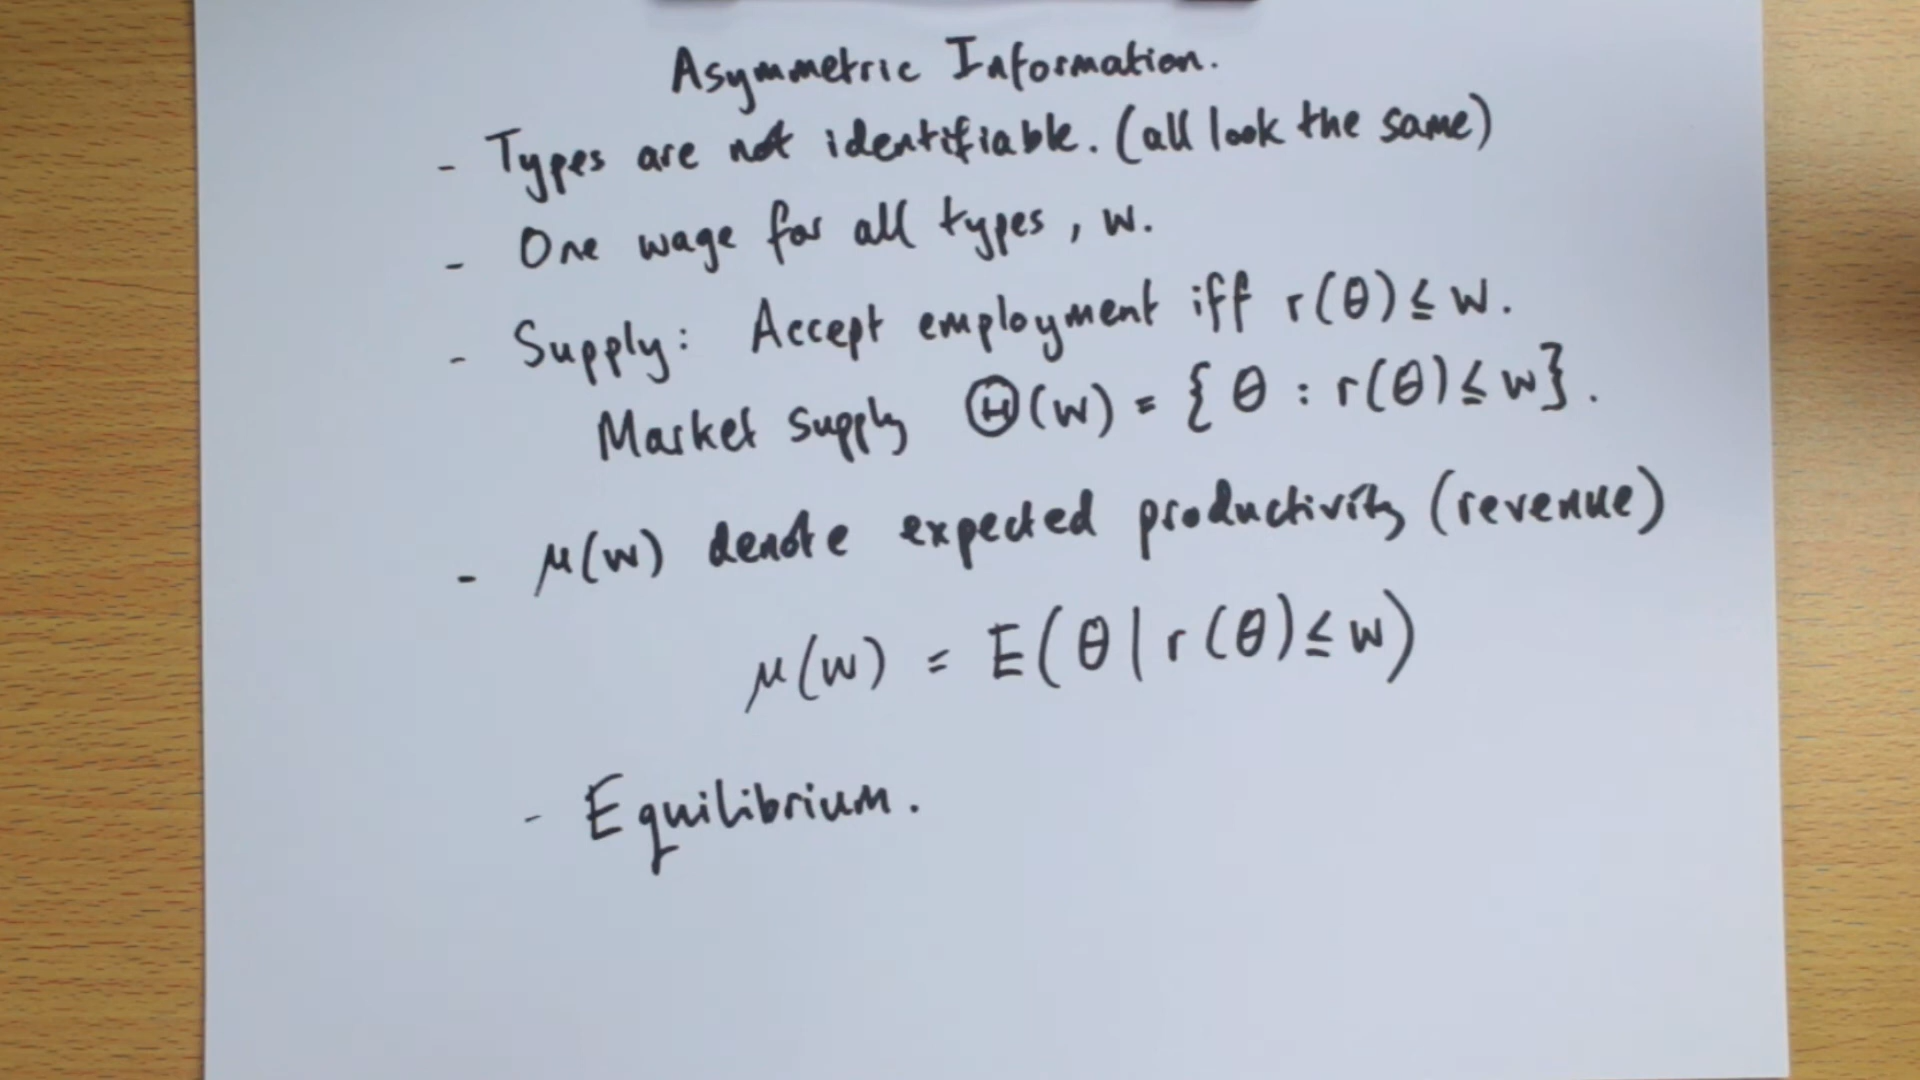 Asymmetric Information.
- Types are not identifiable. (all look the same)
- One wage for all types, w.
- Supply: Accept employment iff r(θ) ≤ w.
Market supply Θ(w) = { θ : r(θ) ≤ w}.
- μ(w) denote expected productivity (revenue)
μ(w) = E(θ | r(θ) ≤ w)
- Equilibrium.